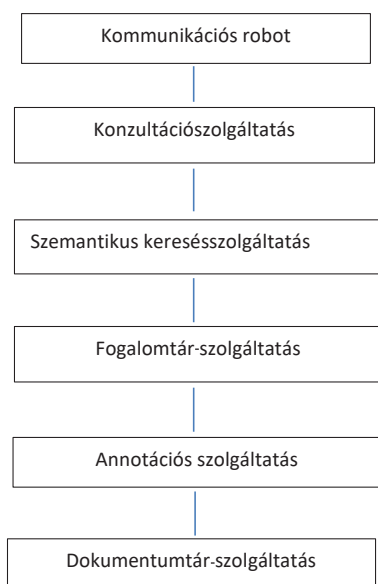 Kommunikációs robot
Konzultációszolgáltatás
Szemantikus keresésszolgáltatás
Fogalomtár-szolgáltatás
Annotációs szolgáltatás
Dokumentumtár-szolgáltatás